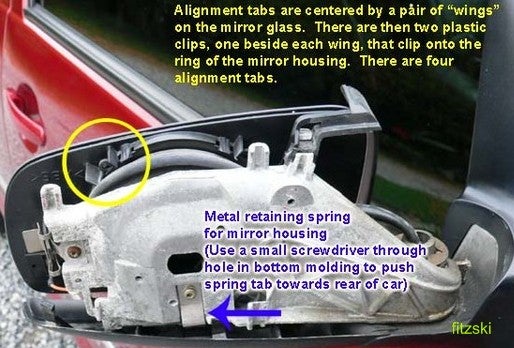 Alignment tabs are centered by a pair of “wings”
on the mirror glass.  There are then two plastic
clips, one beside each wing, that clip onto the
ring of the mirror housing.  There are four
alignment tabs.
Metal retaining spring
for mirror housing
(Use a small screwdriver through
hole in bottom molding to push
spring tab towards rear of car)
fitzski